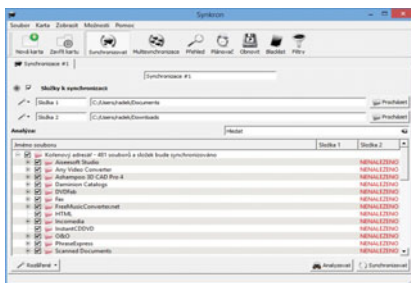 Synkron
Soubor Karta Zobrazit Možnosti Pomoc
Nová karta Zavřít kartu Synchronizovat Multisynchronizace Přehled Plánovač Obnovit Blacklist Filtry
Synchronizace #1
Synchronizace #1
Složky k synchronizaci
Složka 1 C:/Users/radek/Documents Procházet
Složka 2 C:/Users/radek/Downloads Procházet
Analýza: Hledat
Jméno souboru Složka 1 Složka 2
Kořenový adresář - 401 souborů a složek bude synchronizováno
Aiseesoft Studio NENALEZENO
Any Video Converter NENALEZENO
Ashampoo 3D CAD Pro 4 NENALEZENO
Daminion Catalogs NENALEZENO
DVDFab NENALEZENO
Fax NENALEZENO
FreeMusicConverter.net NENALEZENO
HTML NENALEZENO
Incomedia NENALEZENO
InstantCDDVD NENALEZENO
O&O NENALEZENO
PhraseExpress NENALEZENO
Scanned Documents NENALEZENO
Rozšířené Analyzovat Synchronizovat